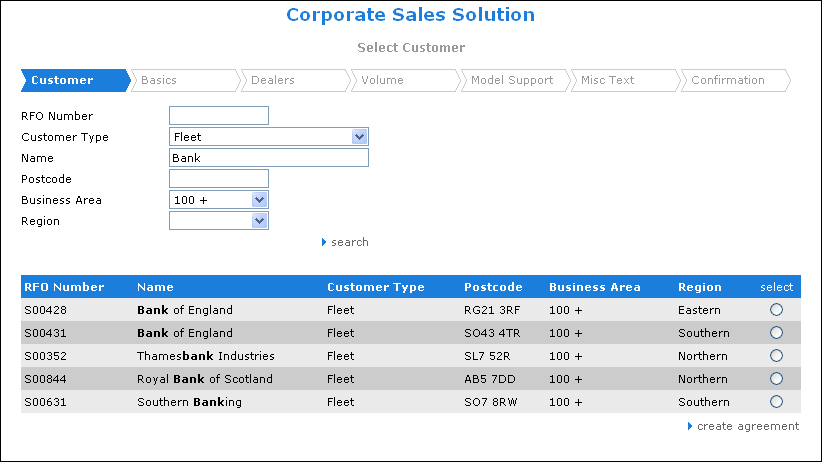 Corporate Sales Solution
Select Customer
Customer Basics Dealers Volume Model Support Misc Text Confirmation
RFO Number
Customer Type Fleet
Name Bank
Postcode
Business Area 100 +
Region
search
RFO Number Name Customer Type Postcode Business Area Region select
S00428 Bank of England Fleet RG21 3RF 100 + Eastern
S00431 Bank of England Fleet SO43 4TR 100 + Southern
S00352 Thamesbank Industries Fleet SL7 52R 100 + Northern
S00844 Royal Bank of Scotland Fleet AB5 7DD 100 + Northern
S00631 Southern Banking Fleet SO7 8RW 100 + Southern
create agreement